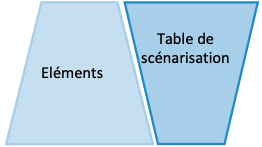 Eléments
Table de
scénarisation